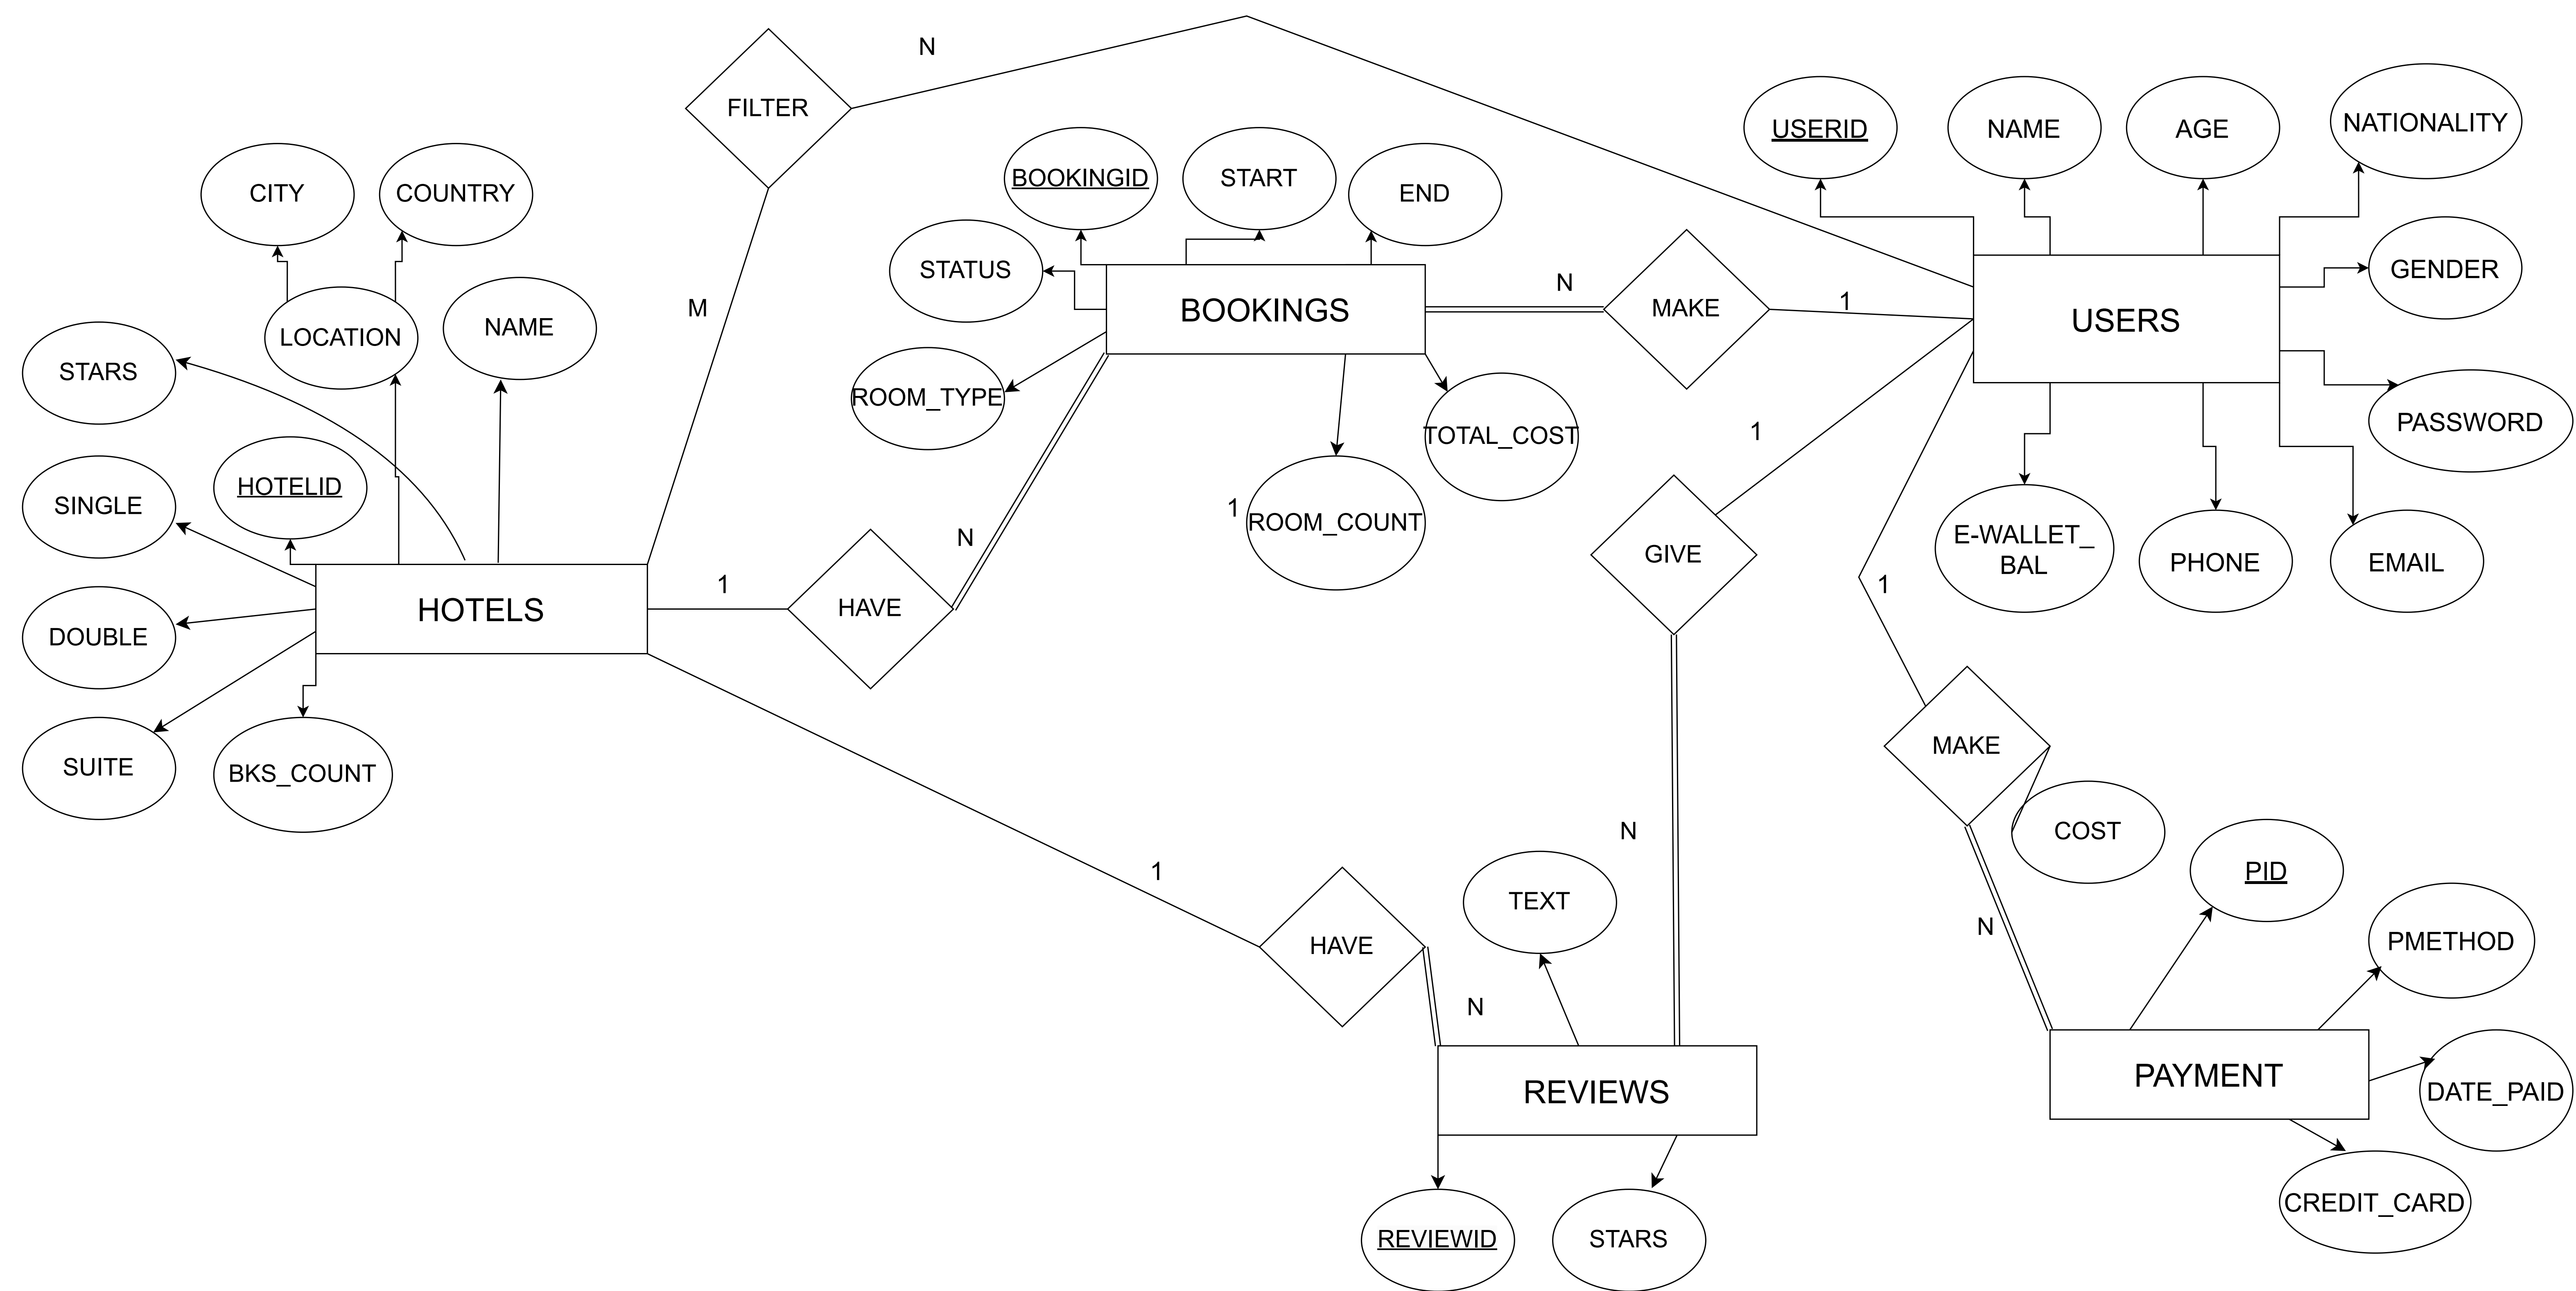 N
FILTER
USERID
NAME
AGE
NATIONALITY
BOOKINGID
START
END
CITY
COUNTRY
STATUS
GENDER
N
MAKE
1
BOOKINGS
USERS
M
LOCATION
NAME
STARS
ROOM_TYPE
TOTAL_COST
1
PASSWORD
HOTELID
SINGLE
1
ROOM_COUNT
N
GIVE
E-WALLET_
BAL
PHONE
EMAIL
1
HOTELS
1
HAVE
DOUBLE
SUITE
BKS_COUNT
MAKE
COST
N
1
PID
TEXT
N
PMETHOD
HAVE
N
REVIEWS
PAYMENT
DATE_PAID
CREDIT_CARD
REVIEWID
STARS